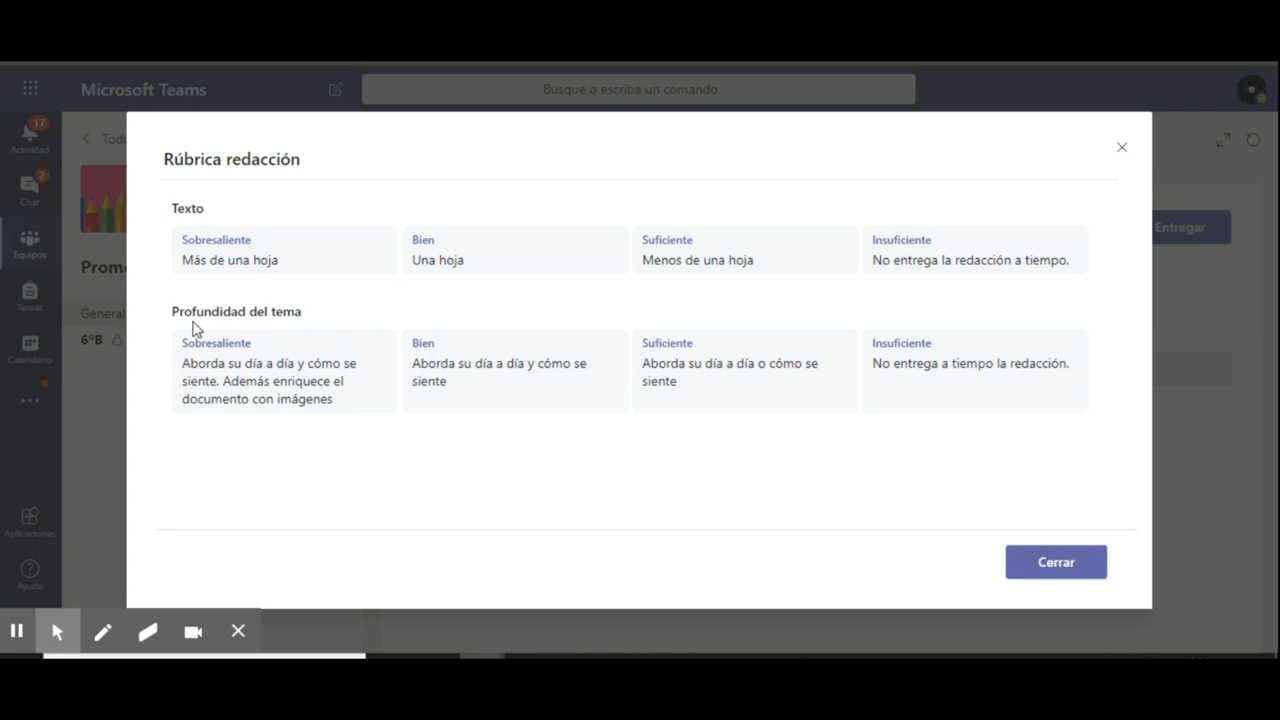 Microsoft Teams
Busque o escriba un comando
17
Actividad
2
Chat
Equipos
Tareas
Calendario
Aplicaciones
Ayuda
General
6ºB
Entregar
Rúbrica redacción
Texto
Sobresaliente
Más de una hoja
Bien
Una hoja
Suficiente
Menos de una hoja
Insuficiente
No entrega la redacción a tiempo.
Profundidad del tema
Sobresaliente
Aborda su día a día y cómo se
siente. Además enriquece el
documento con imágenes
Bien
Aborda su día a día y cómo se
siente
Suficiente
Aborda su día a día o cómo se
siente
Insuficiente
No entrega a tiempo la redacción.
Cerrar